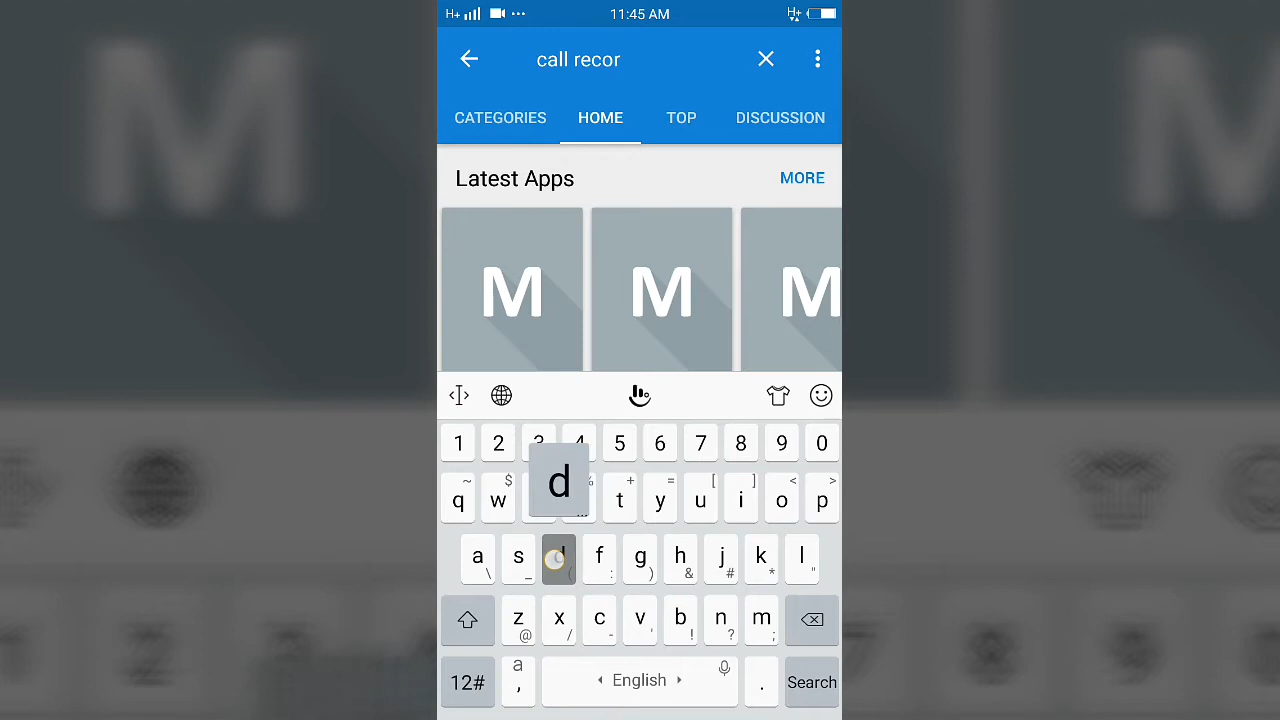 H+ 11:45 AM H+
call recor
CATEGORIES HOME TOP DISCUSSION
Latest Apps MORE
M M M
1 2 3 4 5 6 7 8 9 0
~ $ % + = [ ] < >
q w t y u i o p
d
a s d f g h j k l
\ _ ( : ) & # * "
z x c v b n m
@ / - ' ! ? ;
12# a , English . Search